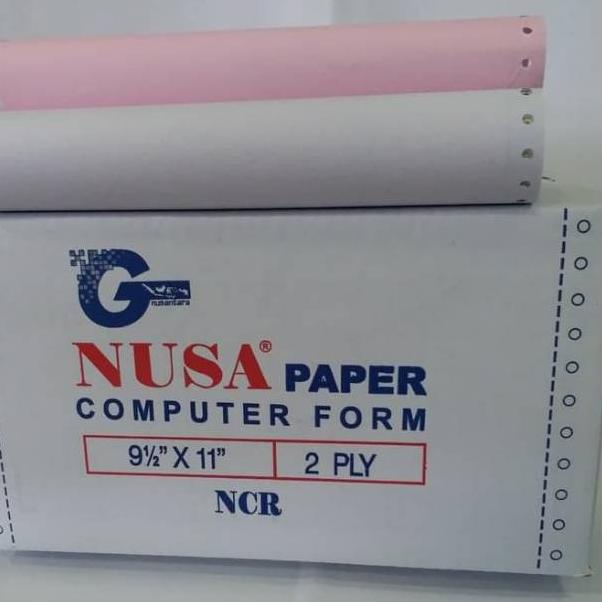 G
nusantara
NUSA® PAPER
COMPUTER FORM
9½" X 11" 2 PLY
NCR